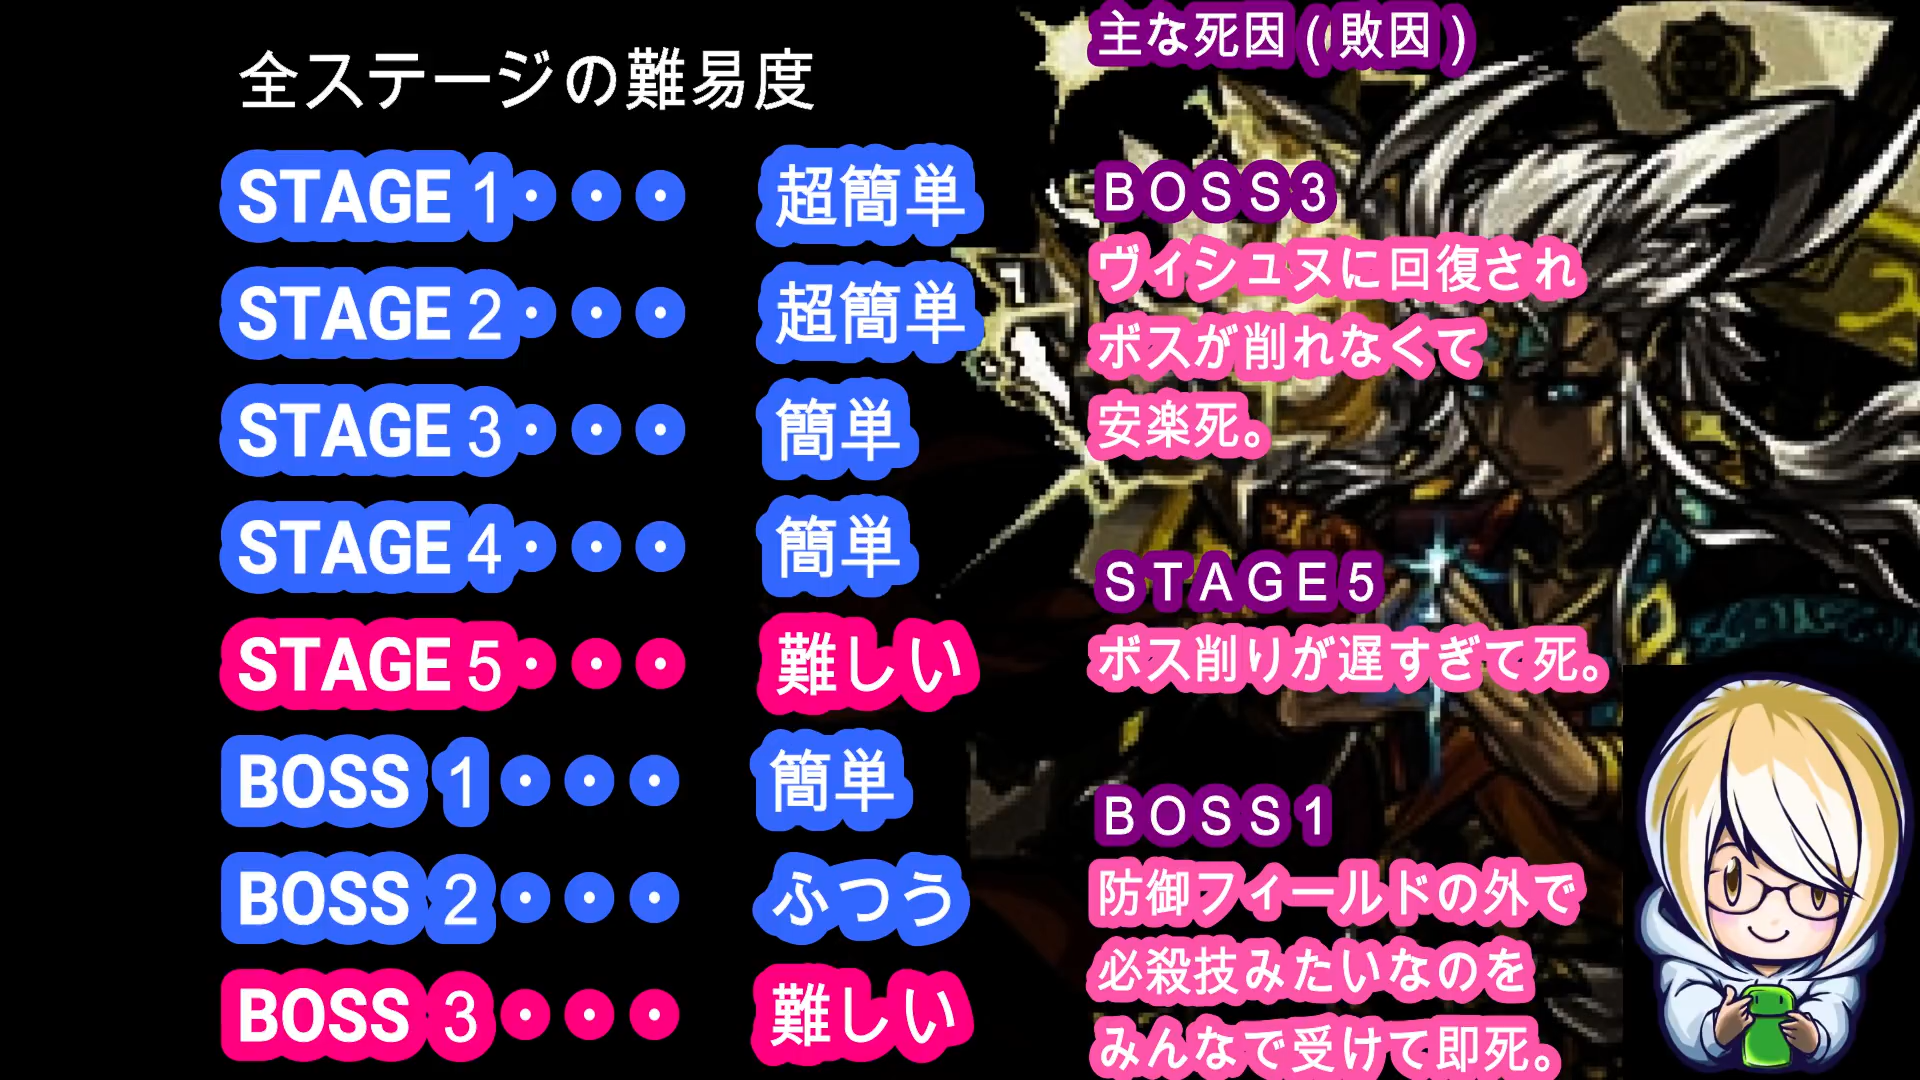 全ステージの難易度
STAGE 1・・・ 超簡単
STAGE 2・・・ 超簡単
STAGE 3・・・ 簡単
STAGE 4・・・ 簡単
STAGE 5・・・ 難しい
BOSS 1・・・ 簡単
BOSS 2・・・ ふつう
BOSS 3・・・ 難しい
主な死因(敗因)
BOSS3
ヴィシュヌに回復され
ボスが削れなくて
安楽死。
STAGE5
ボス削りが遅すぎて死。
BOSS1
防御フィールドの外で
必殺技みたいなのを
みんなで受けて即死。